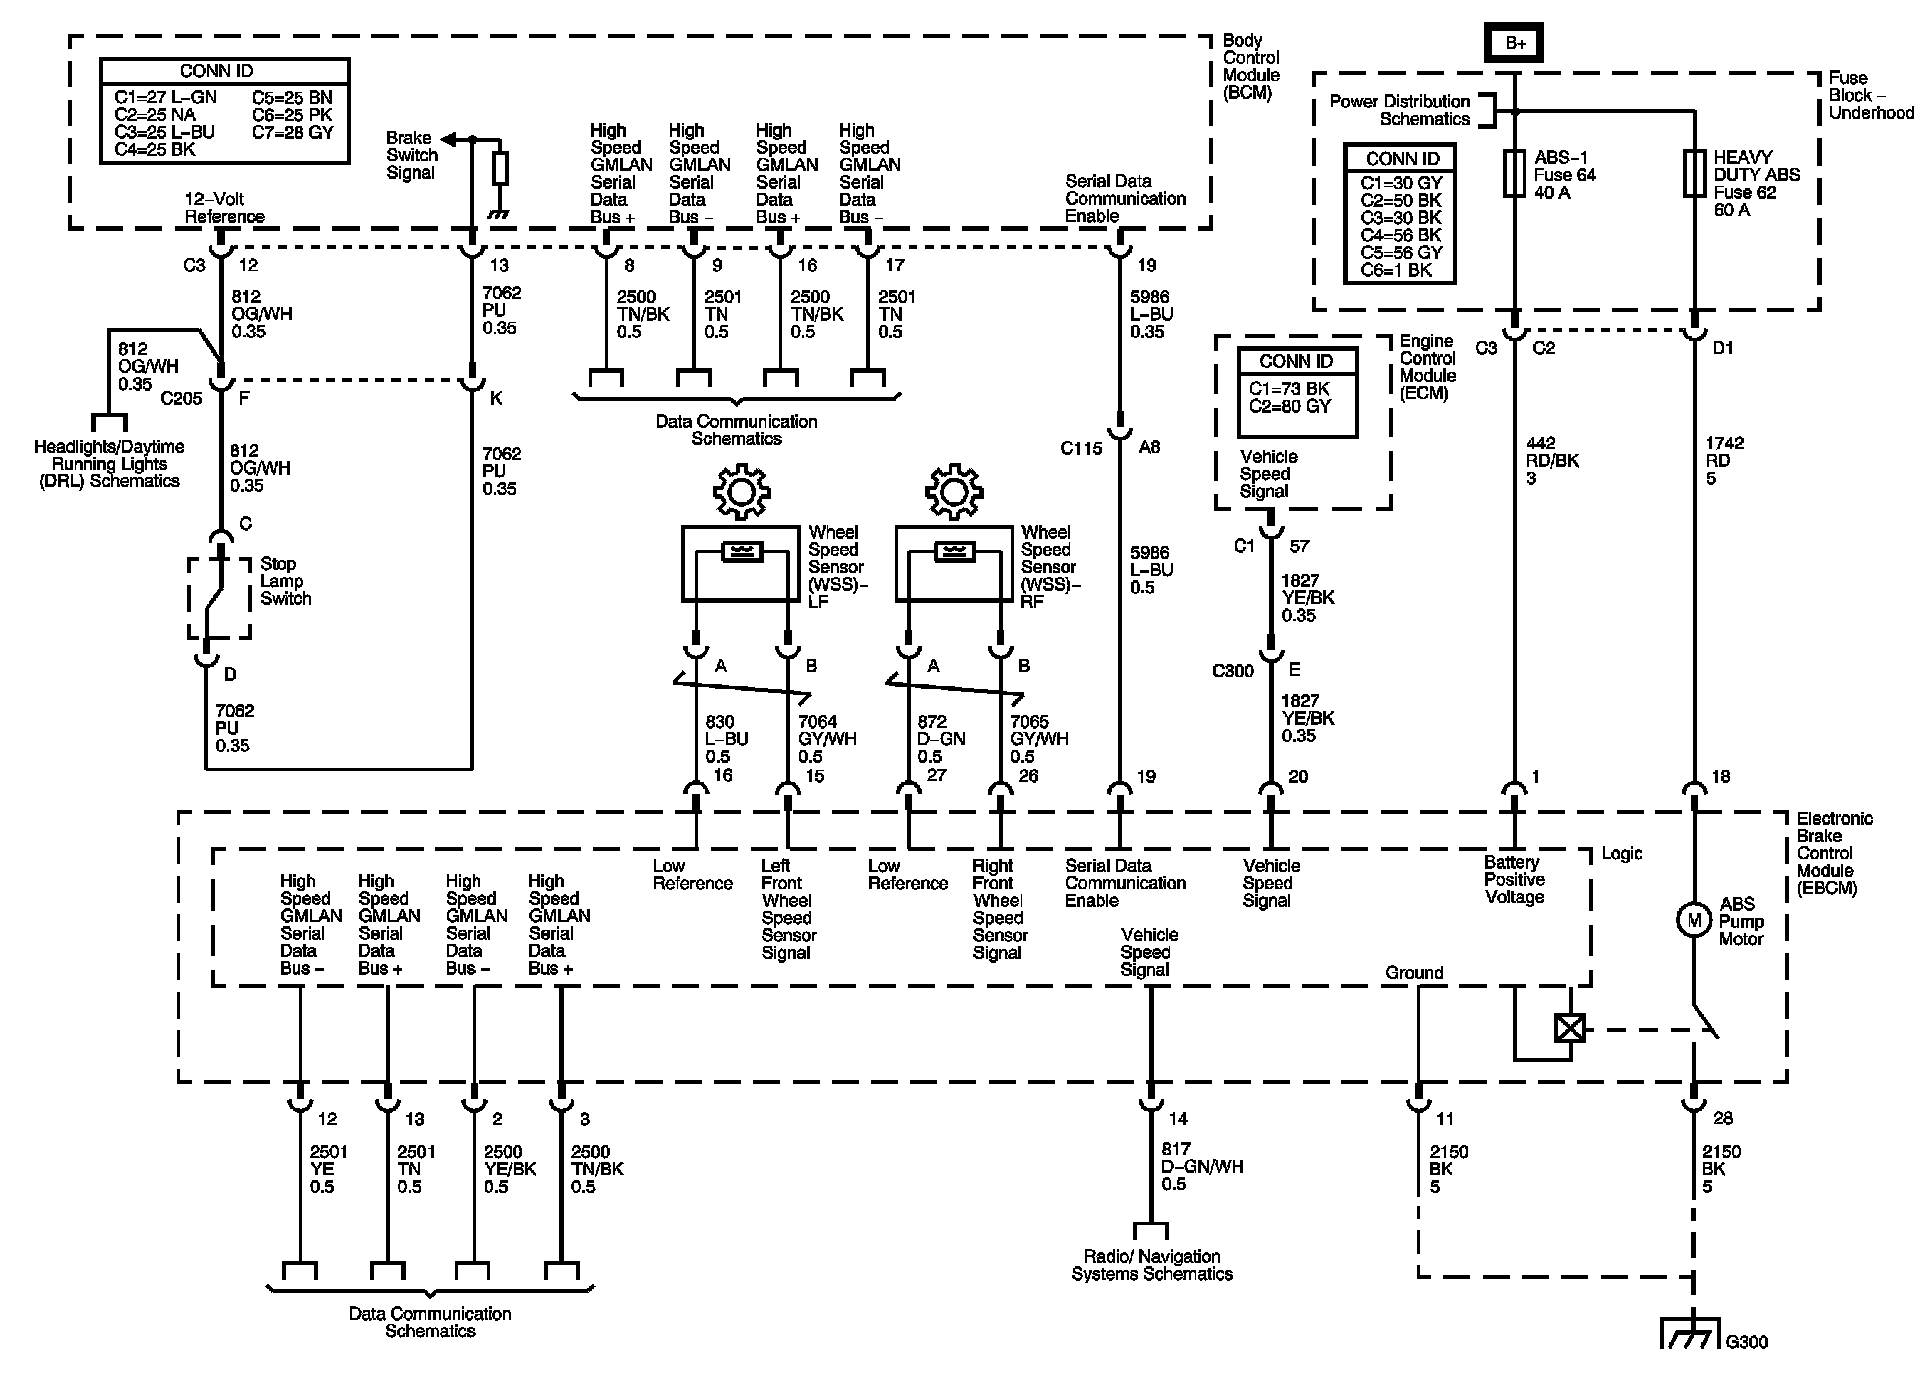 Body
Control
Module
(BCM)
CONN ID
C1=27 L-GN
C2=25 NA
C3=25 L-BU
C4=25 BK
C5=25 BN
C6=25 PK
C7=28 GY
Brake
Switch
Signal
12-Volt
Reference
High
Speed
GMLAN
Serial
Data
Bus +
High
Speed
GMLAN
Serial
Data
Bus -
High
Speed
GMLAN
Serial
Data
Bus +
High
Speed
GMLAN
Serial
Data
Bus -
Serial Data
Communication
Enable
B+
Power Distribution
Schematics
Fuse
Block -
Underhood
CONN ID
C1=30 GY
C2=50 BK
C3=30 BK
C4=56 BK
C5=56 GY
C6=1 BK
ABS-1
Fuse 64
40 A
HEAVY
DUTY ABS
Fuse 62
60 A
C3 12
13
8
9
16
17
19
812
OG/WH
0.35
7062
PU
0.35
2500
TN/BK
0.5
2501
TN
0.5
2500
TN/BK
0.5
2501
TN
0.5
5986
L-BU
0.35
C3 C2
D1
812
OG/WH
0.35
C205 F
K
Data Communication
Schematics
Headlights/Daytime
Running Lights
(DRL) Schematics
812
OG/WH
0.35
7062
PU
0.35
C115 A8
Engine
Control
Module
(ECM)
CONN ID
C1=73 BK
C2=80 GY
Vehicle
Speed
Signal
442
RD/BK
3
1742
RD
5
C
Stop
Lamp
Switch
D
7062
PU
0.35
Wheel
Speed
Sensor
(WSS)-
LF
Wheel
Speed
Sensor
(WSS)-
RF
5986
L-BU
0.5
C1 57
1827
YE/BK
0.35
C300 E
1827
YE/BK
0.35
A
B
A
B
830
L-BU
0.5
7064
GY/WH
0.5
872
D-GN
0.5
7065
GY/WH
0.5
16
15
27
26
19
20
1
18
Electronic
Brake
Control
Module
(EBCM)
Logic
Low
Reference
Left
Front
Wheel
Speed
Sensor
Signal
Low
Reference
Right
Front
Wheel
Speed
Sensor
Signal
Serial Data
Communication
Enable
Vehicle
Speed
Signal
Battery
Positive
Voltage
High
Speed
GMLAN
Serial
Data
Bus -
High
Speed
GMLAN
Serial
Data
Bus +
High
Speed
GMLAN
Serial
Data
Bus -
High
Speed
GMLAN
Serial
Data
Bus +
Vehicle
Speed
Signal
Ground
M
ABS
Pump
Motor
12
13
2
3
14
11
28
2501
YE
0.5
2501
TN
0.5
2500
YE/BK
0.5
2500
TN/BK
0.5
817
D-GN/WH
0.5
2150
BK
5
2150
BK
5
Data Communication
Schematics
Radio/ Navigation
Systems Schematics
G300